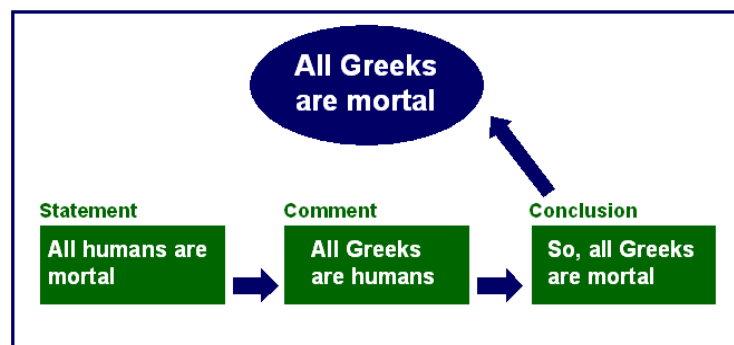 All Greeks
are mortal
Statement
Comment
Conclusion
All humans are
mortal
All Greeks
are humans
So, all Greeks
are mortal